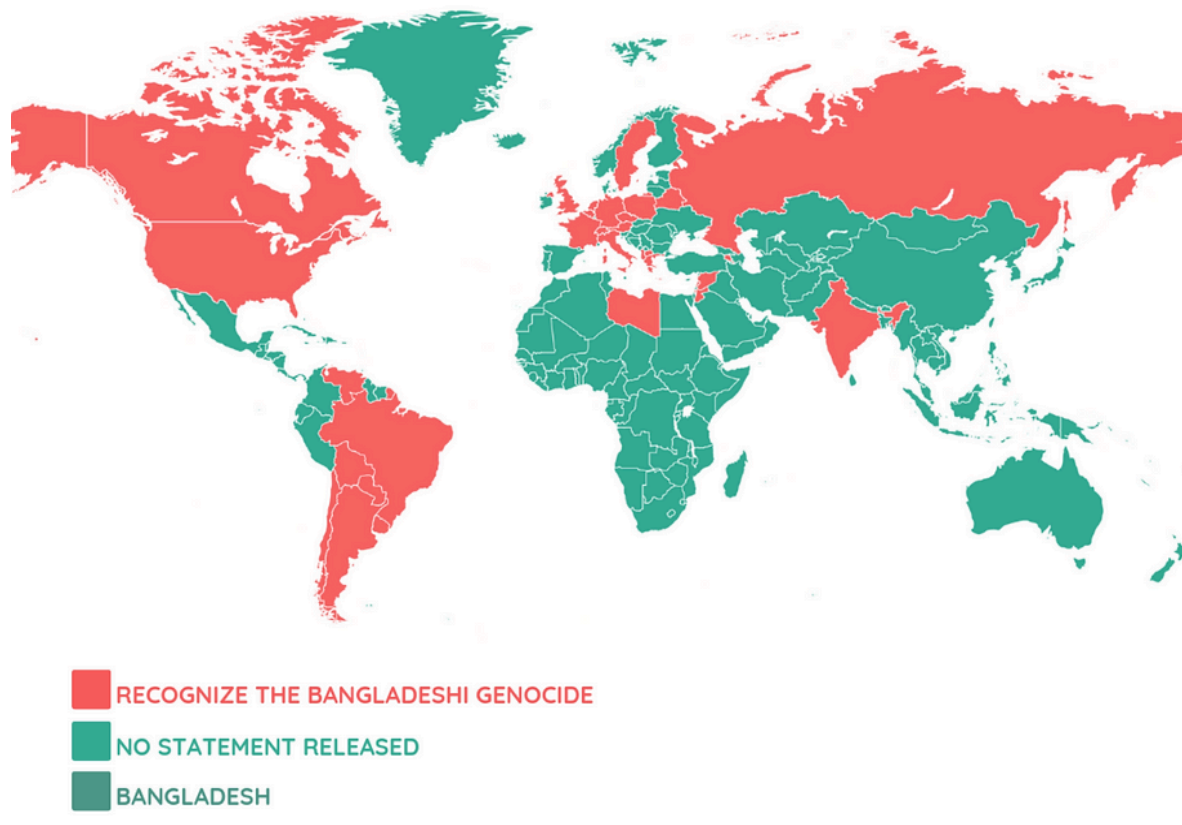 RECOGNIZE THE BANGLADESHI GENOCIDE
NO STATEMENT RELEASED
BANGLADESH